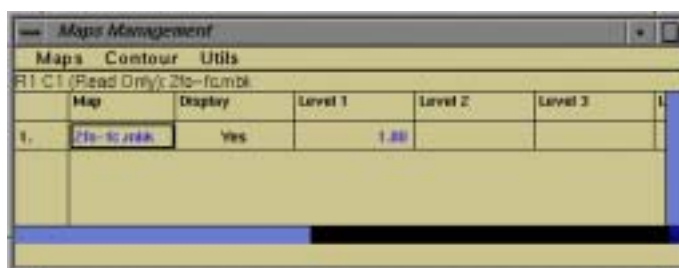 Maps Management
Maps Contour Utils
R1 C1 (Read Only): 2fo-fc.mbk
Map Display Level 1 Level 2 Level 3 L
1. 2fo-fc.mbk Yes 1.00